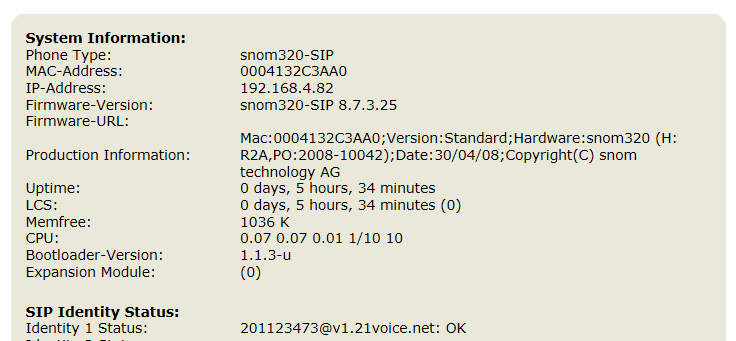 System Information:
Phone Type: snom320-SIP
MAC-Address: 0004132C3AA0
IP-Address: 192.168.4.82
Firmware-Version: snom320-SIP 8.7.3.25
Firmware-URL:
Mac:0004132C3AA0;Version:Standard;Hardware:snom320 (H:
Production Information: R2A,PO:2008-10042);Date:30/04/08;Copyright(C) snom
technology AG
Uptime: 0 days, 5 hours, 34 minutes
LCS: 0 days, 5 hours, 34 minutes (0)
Memfree: 1036 K
CPU: 0.07 0.07 0.01 1/10 10
Bootloader-Version: 1.1.3-u
Expansion Module: (0)
SIP Identity Status:
Identity 1 Status: 201123473@v1.21voice.net: OK